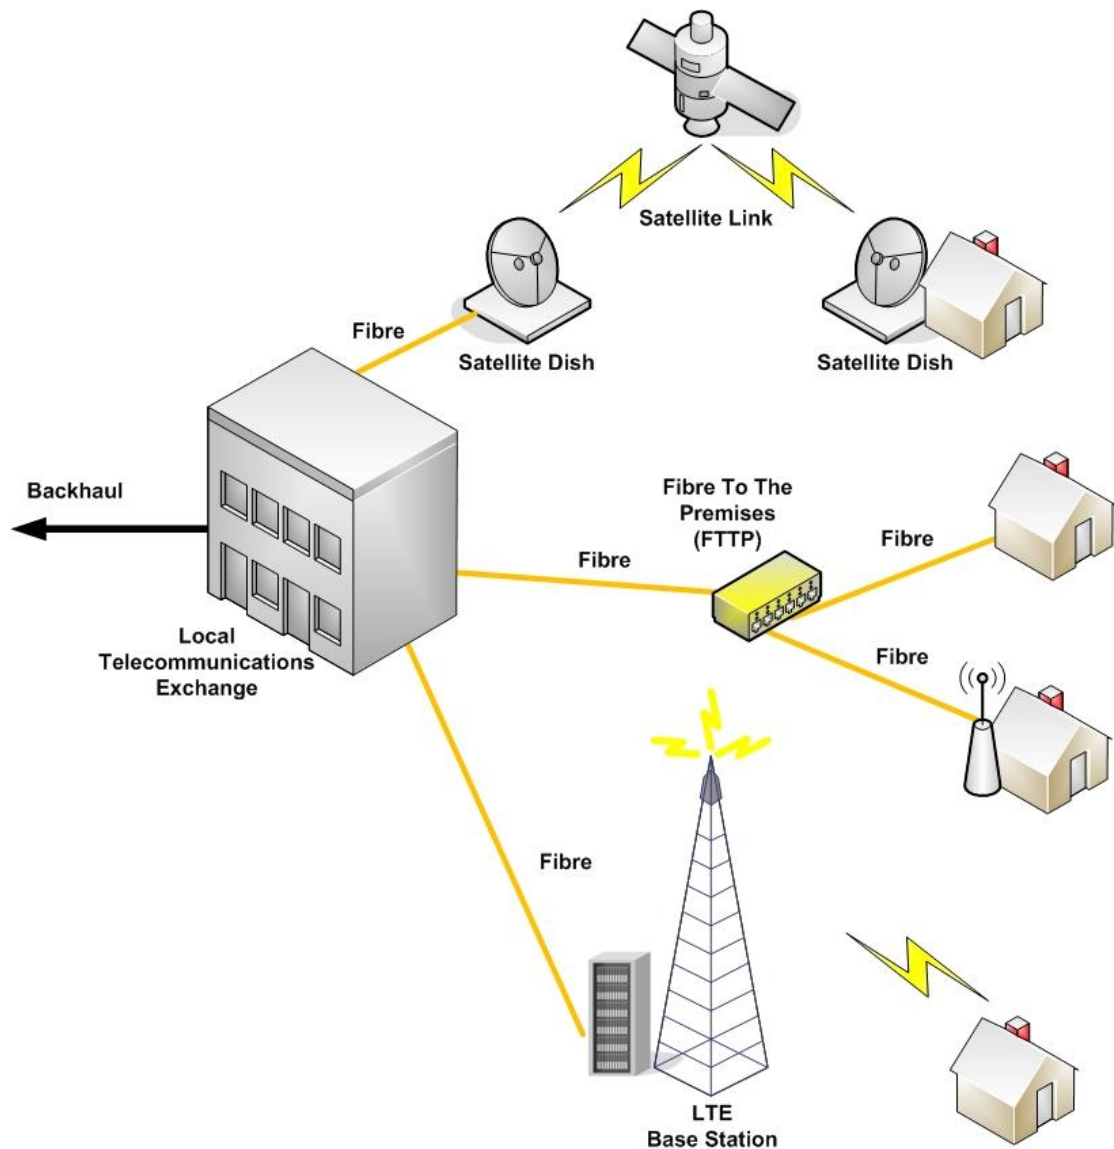 Satellite Link
Fibre
Satellite Dish
Satellite Dish
Backhaul
Fibre To The
Premises
(FTTP)
Fibre
Fibre
Local
Telecommunications
Exchange
Fibre
Fibre
LTE
Base Station